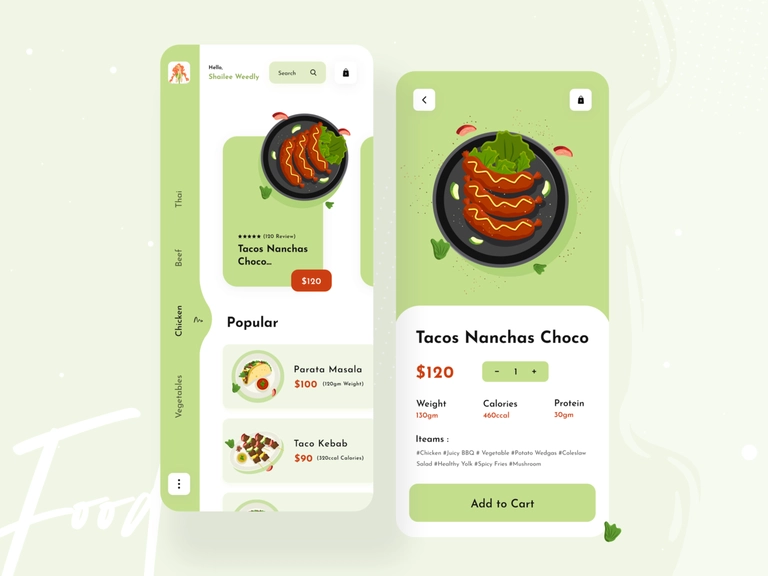 Hello,
Shailee Weedly
Search
Thai
Beef
Chicken
Vegetables
★★★★★ (120 Review)
Tacos Nanchas
Choco...
$120
Popular
Parata Masala
$100 (120gm Weight)
Taco Kebab
$90 (320ccal Calories)
Tacos Nanchas Choco
$120
− 1 +
Weight Calories Protein
130gm 460ccal 30gm
Iteams :
#Chicken #Juicy BBQ # Vegetable #Potato Wedgas #Coleslaw
Salad #Healthy Yolk #Spicy Fries #Mushroom
Add to Cart
Food